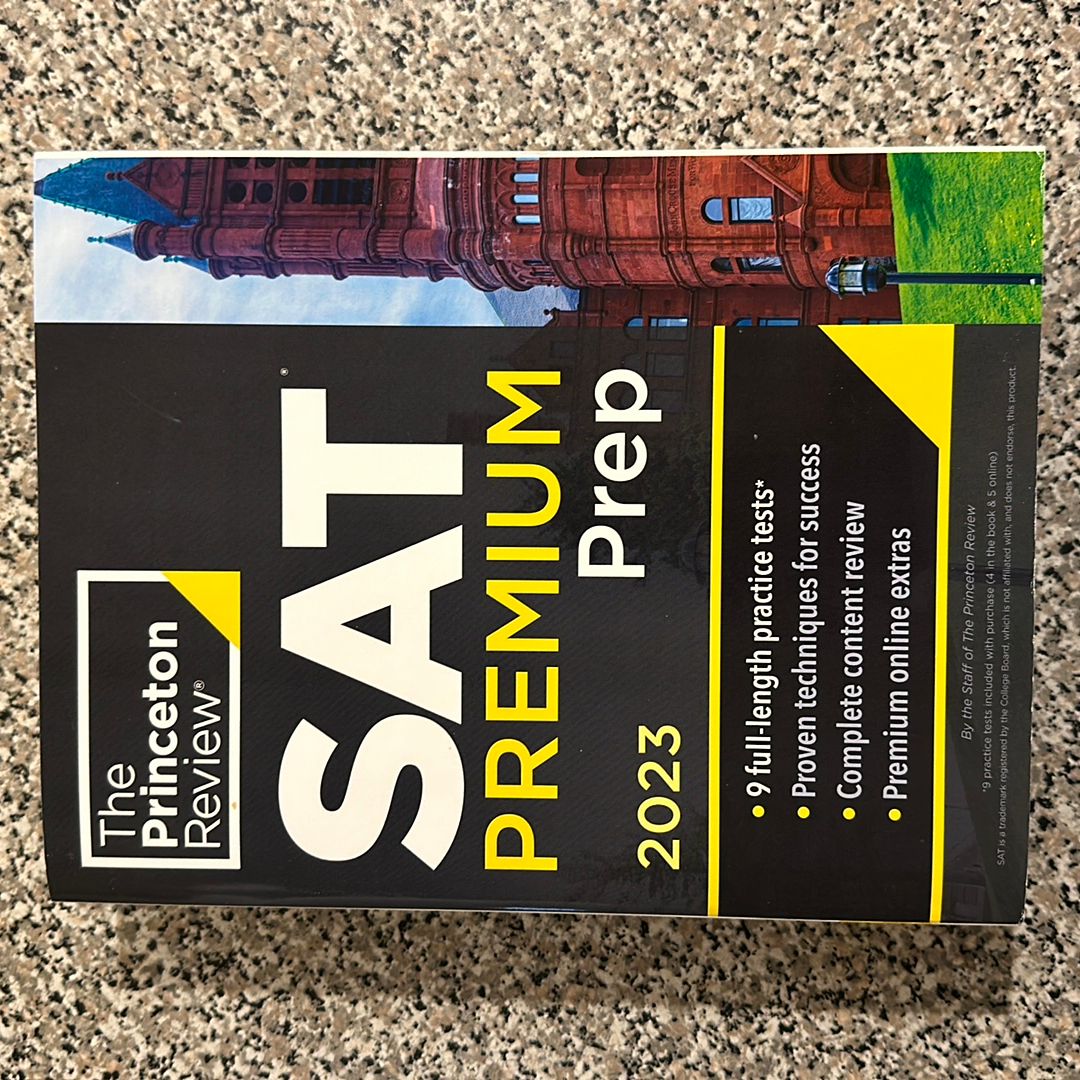 The
Princeton
Review®
SAT®
PREMIUM
Prep
2023
• 9 full-length practice tests*
• Proven techniques for success
• Complete content review
• Premium online extras
By the Staff of The Princeton Review
*9 practice tests included with purchase (4 in the book & 5 online)
SAT is a trademark registered by the College Board, which is not affiliated with, and does not endorse, this product.